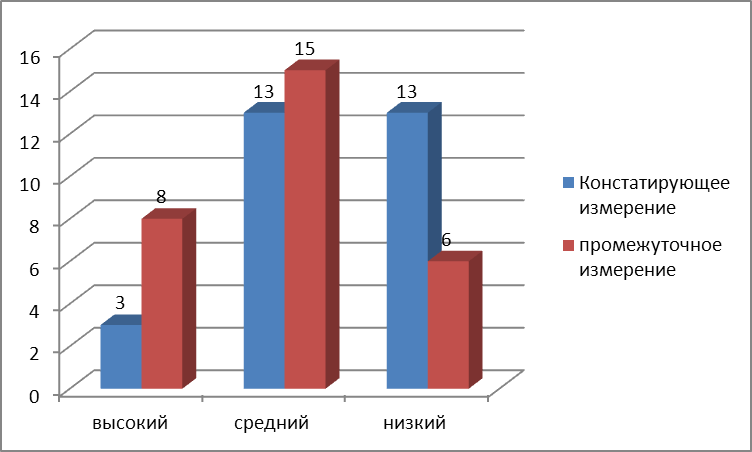 16
14
12
10
8
6
4
2
0
3
8
13
15
13
6
высокий
средний
низкий
Констатирующее
измерение
промежуточное
измерение